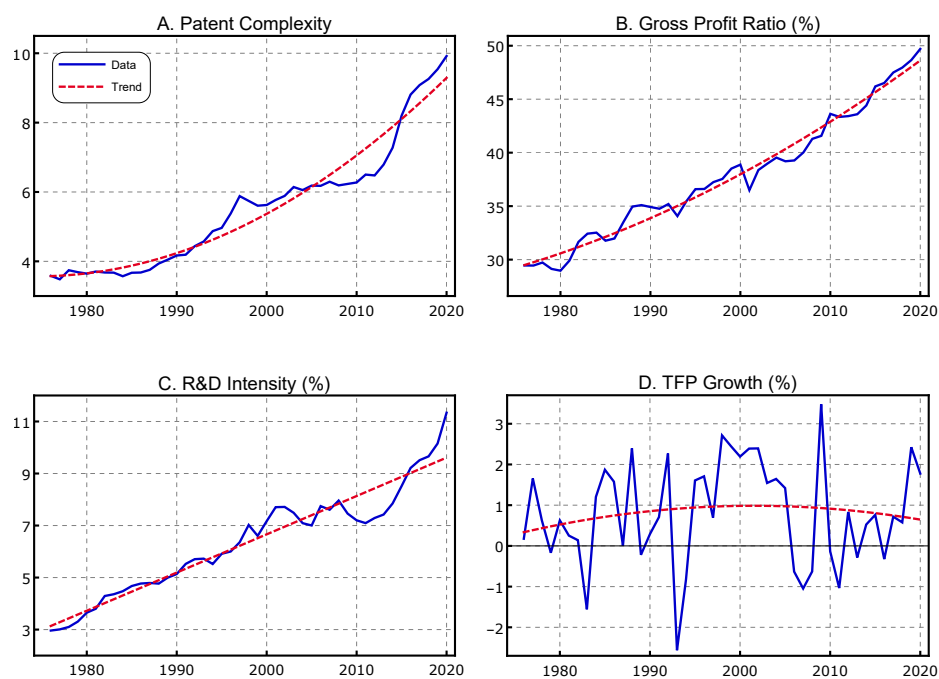 A. Patent Complexity
10
8
6
4
Data
Trend
1980 1990 2000 2010 2020
B. Gross Profit Ratio (%)
50
45
40
35
30
1980 1990 2000 2010 2020
C. R&D Intensity (%)
11
9
7
5
3
1980 1990 2000 2010 2020
D. TFP Growth (%)
3
2
1
0
−1
−2
1980 1990 2000 2010 2020